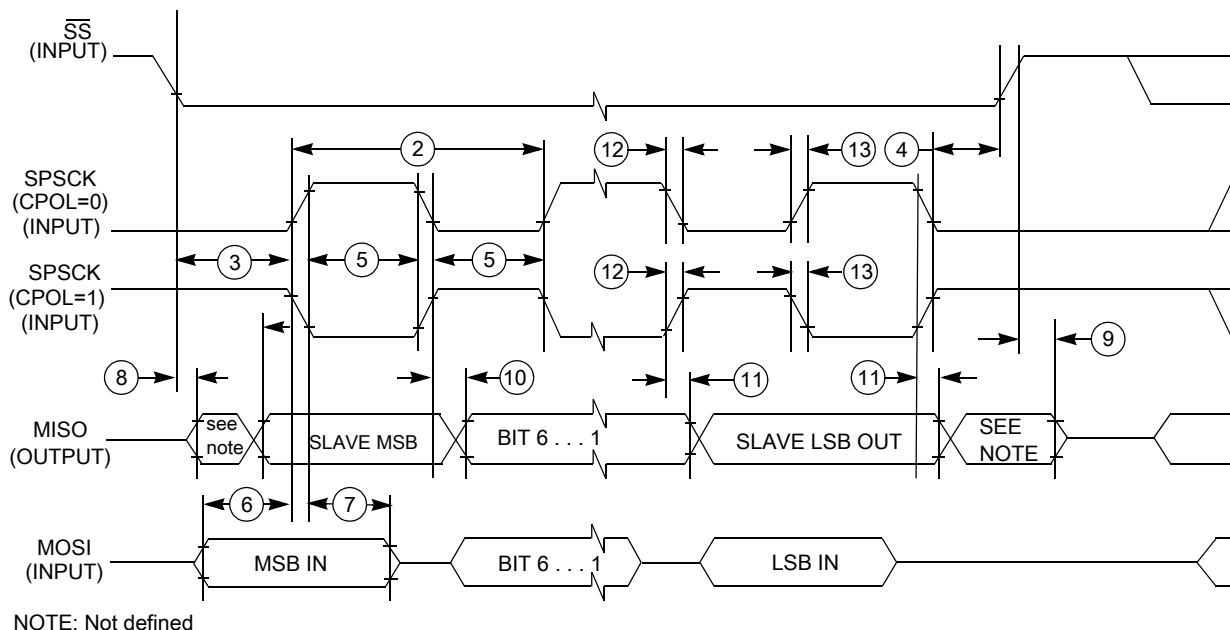 SS
(INPUT)
2
12
13
4
SPSCK
(CPOL=0)
(INPUT)
3
5
5
SPSCK
(CPOL=1)
(INPUT)
12
13
8
10
11
11
9
MISO
(OUTPUT)
see
note
SLAVE MSB
BIT 6 . . . 1
SLAVE LSB OUT
SEE
NOTE
6
7
MOSI
(INPUT)
MSB IN
BIT 6 . . . 1
LSB IN
NOTE: Not defined